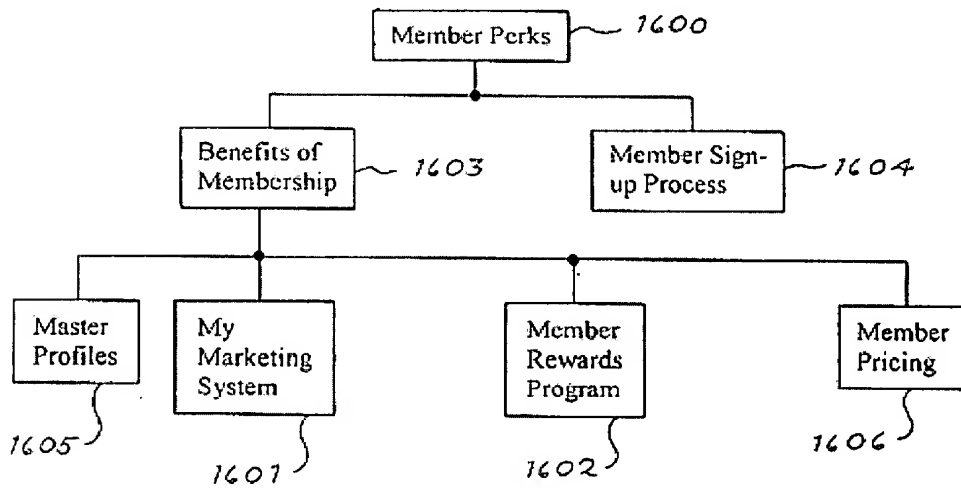 Member Perks
1600
Benefits of
Membership
1603
Member Sign-
up Process
1604
Master
Profiles
1605
My
Marketing
System
1601
Member
Rewards
Program
1602
Member
Pricing
1606